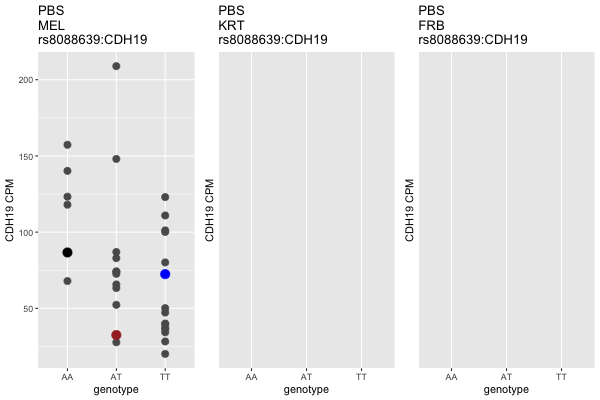 PBS
MEL
rs8088639:CDH19
PBS
KRT
rs8088639:CDH19
PBS
FRB
rs8088639:CDH19
CDH19 CPM
200
150
100
50
AA AT TT
genotype
CDH19 CPM
AA AT TT
genotype
CDH19 CPM
AA AT TT
genotype